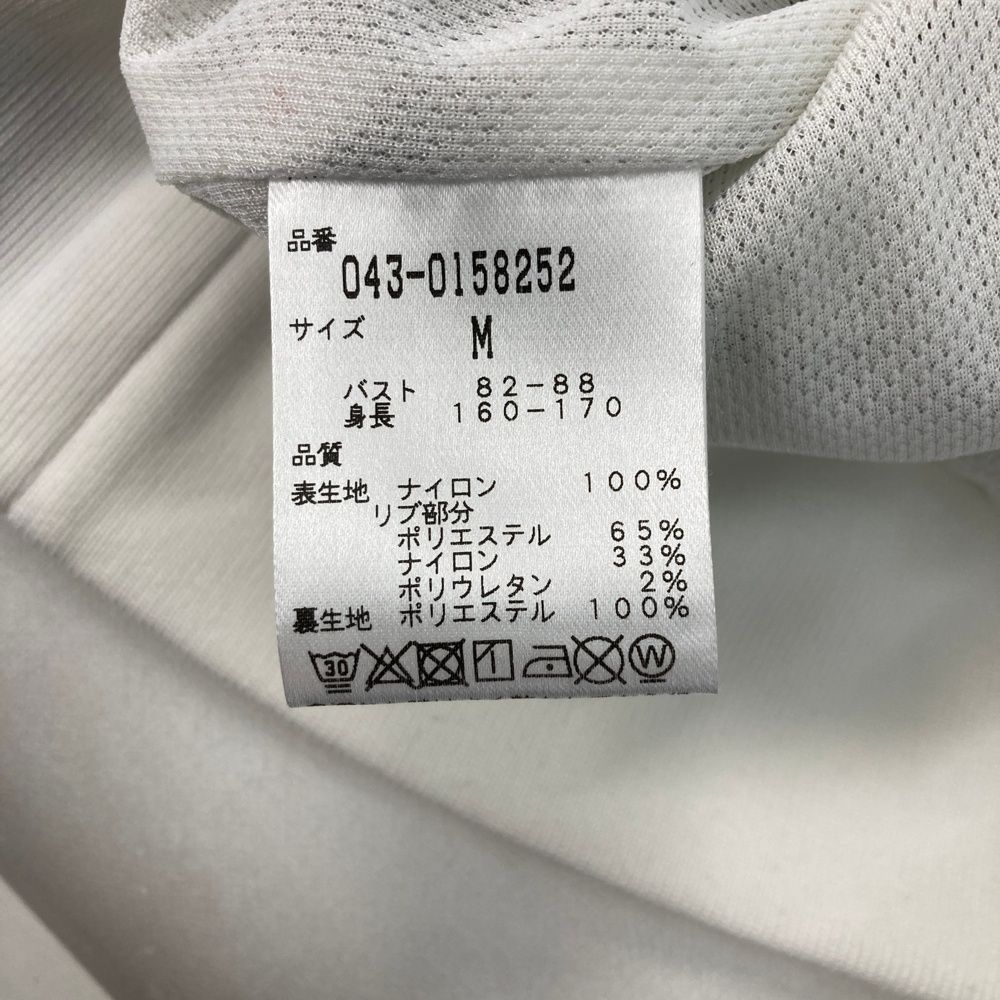 品番
043-0158252
サイズ
M
バスト 82-88
身長 160-170
品質
表生地 ナイロン 100%
リブ部分
ポリエステル 65%
ナイロン 33%
ポリウレタン 2%
裏生地 ポリエステル 100%
30 W